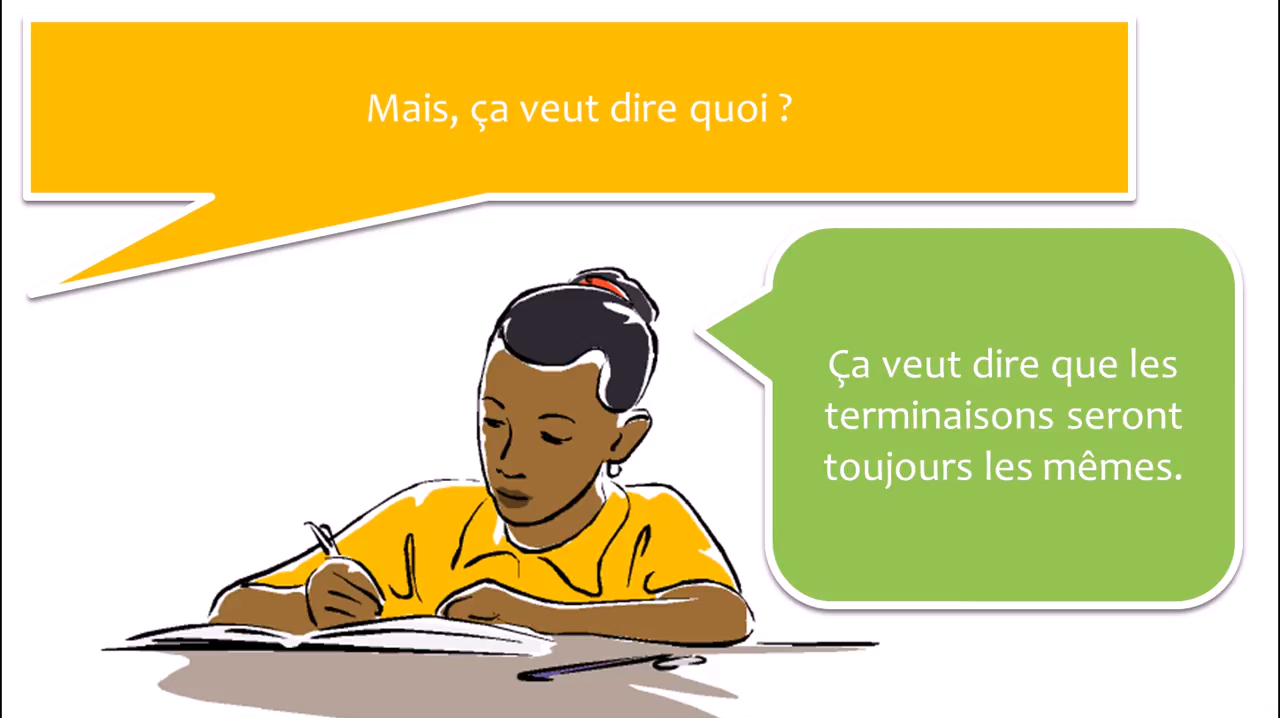 Mais, ça veut dire quoi ?
Ça veut dire que les
terminaisons seront
toujours les mêmes.